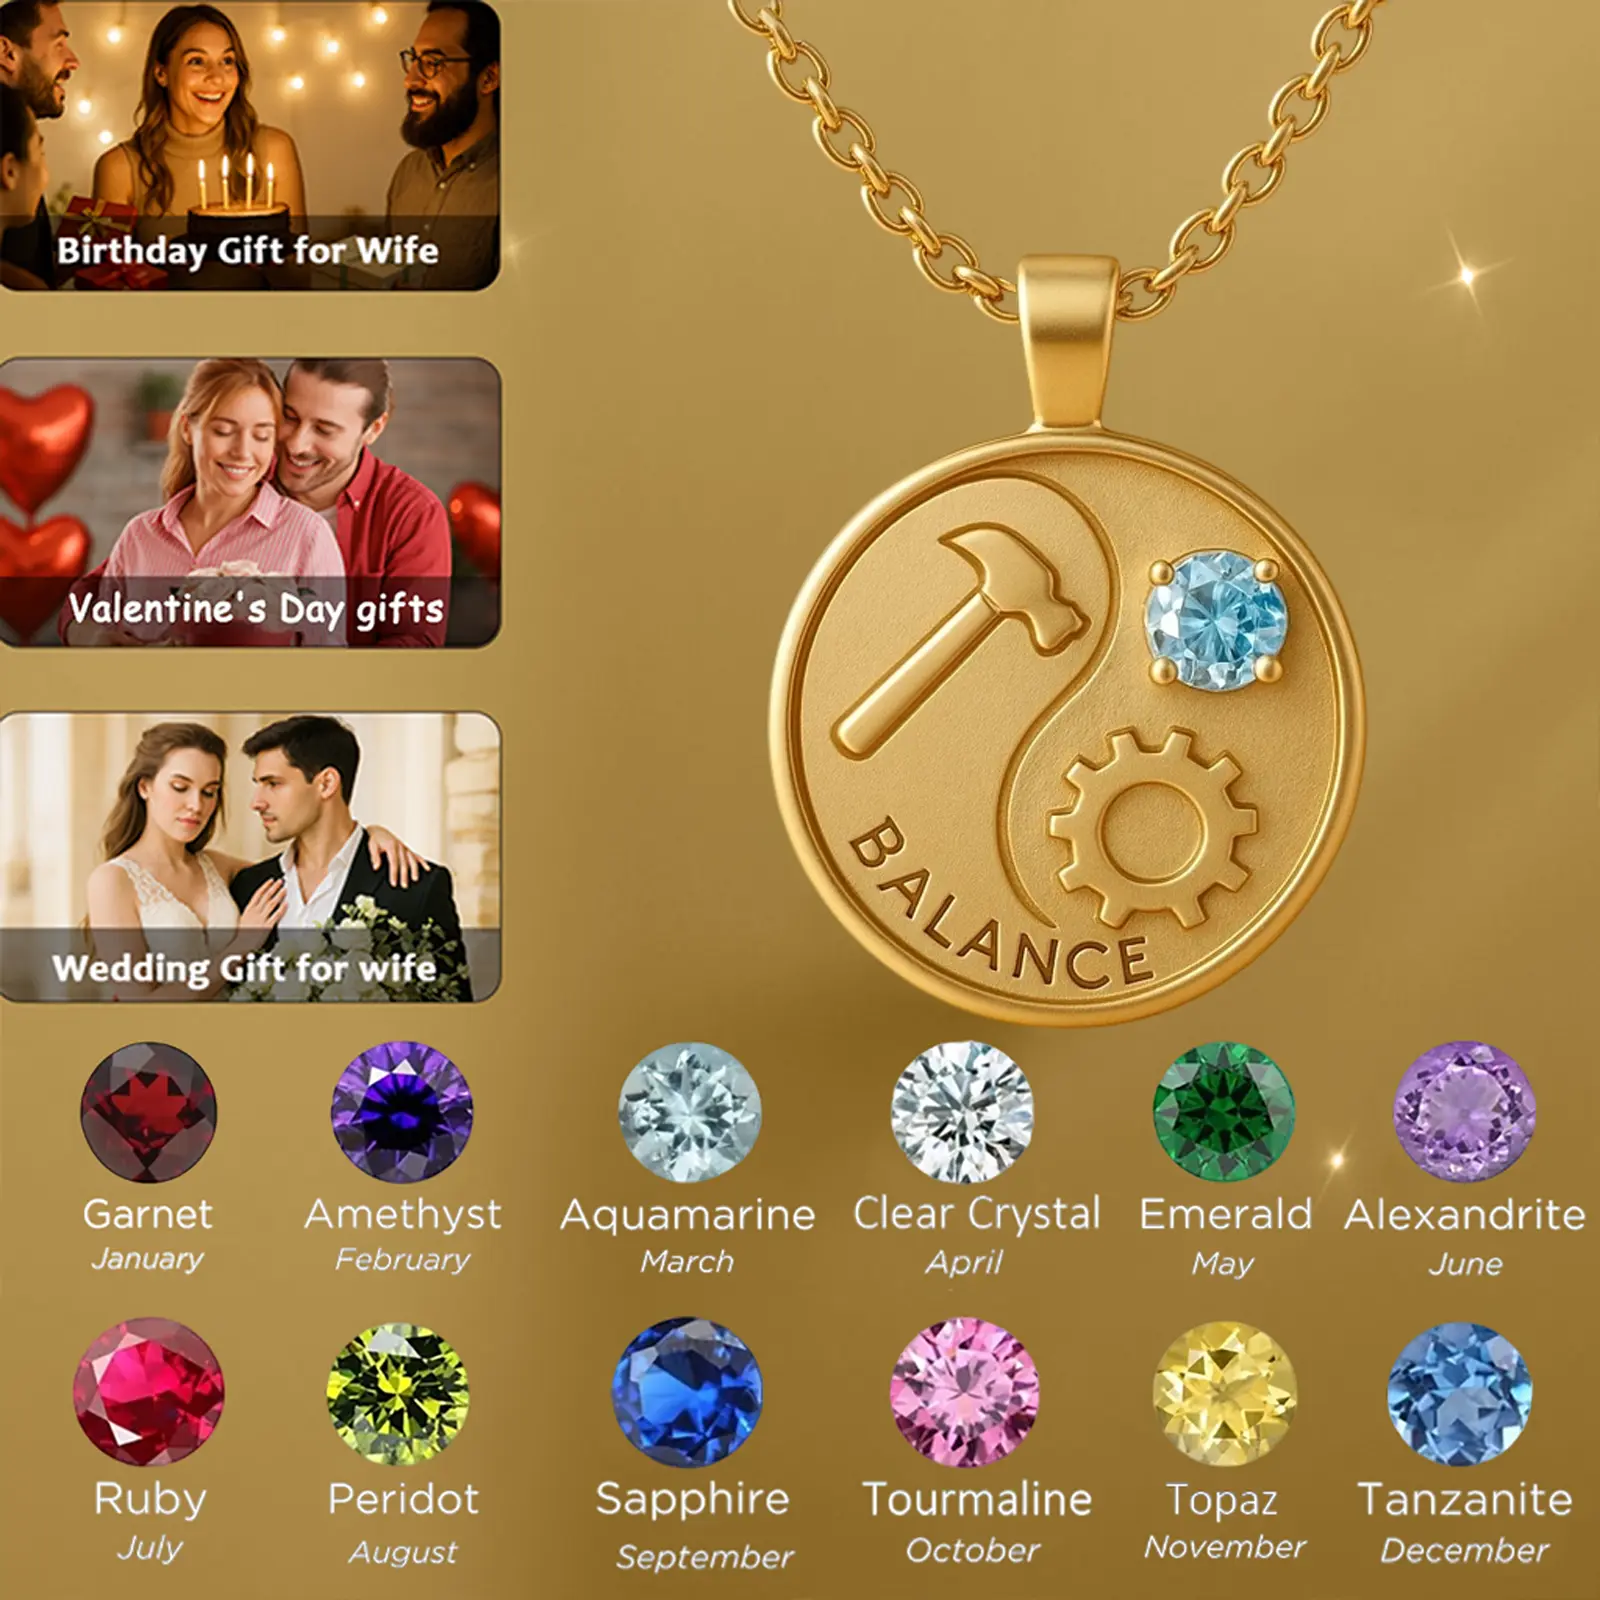 Birthday Gift for Wife
Valentine's Day gifts
Wedding Gift for wife
BALANCE
Garnet
January
Amethyst
February
Aquamarine
March
Clear Crystal
April
Emerald
May
Alexandrite
June
Ruby
July
Peridot
August
Sapphire
September
Tourmaline
October
Topaz
November
Tanzanite
December